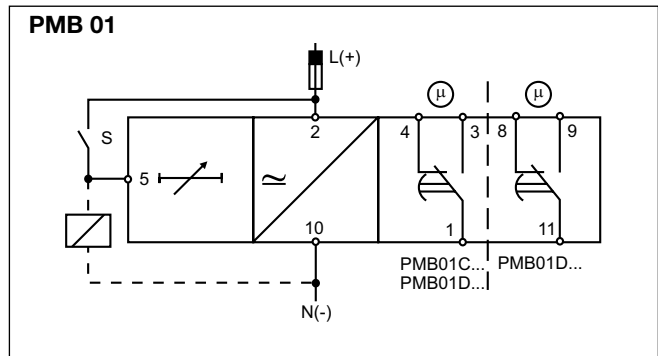 PMB 01
L(+)
µ µ
S
2 4 3 8 9
5
≃
10 1 11
PMB01C... PMB01D...
PMB01D...
N(-)